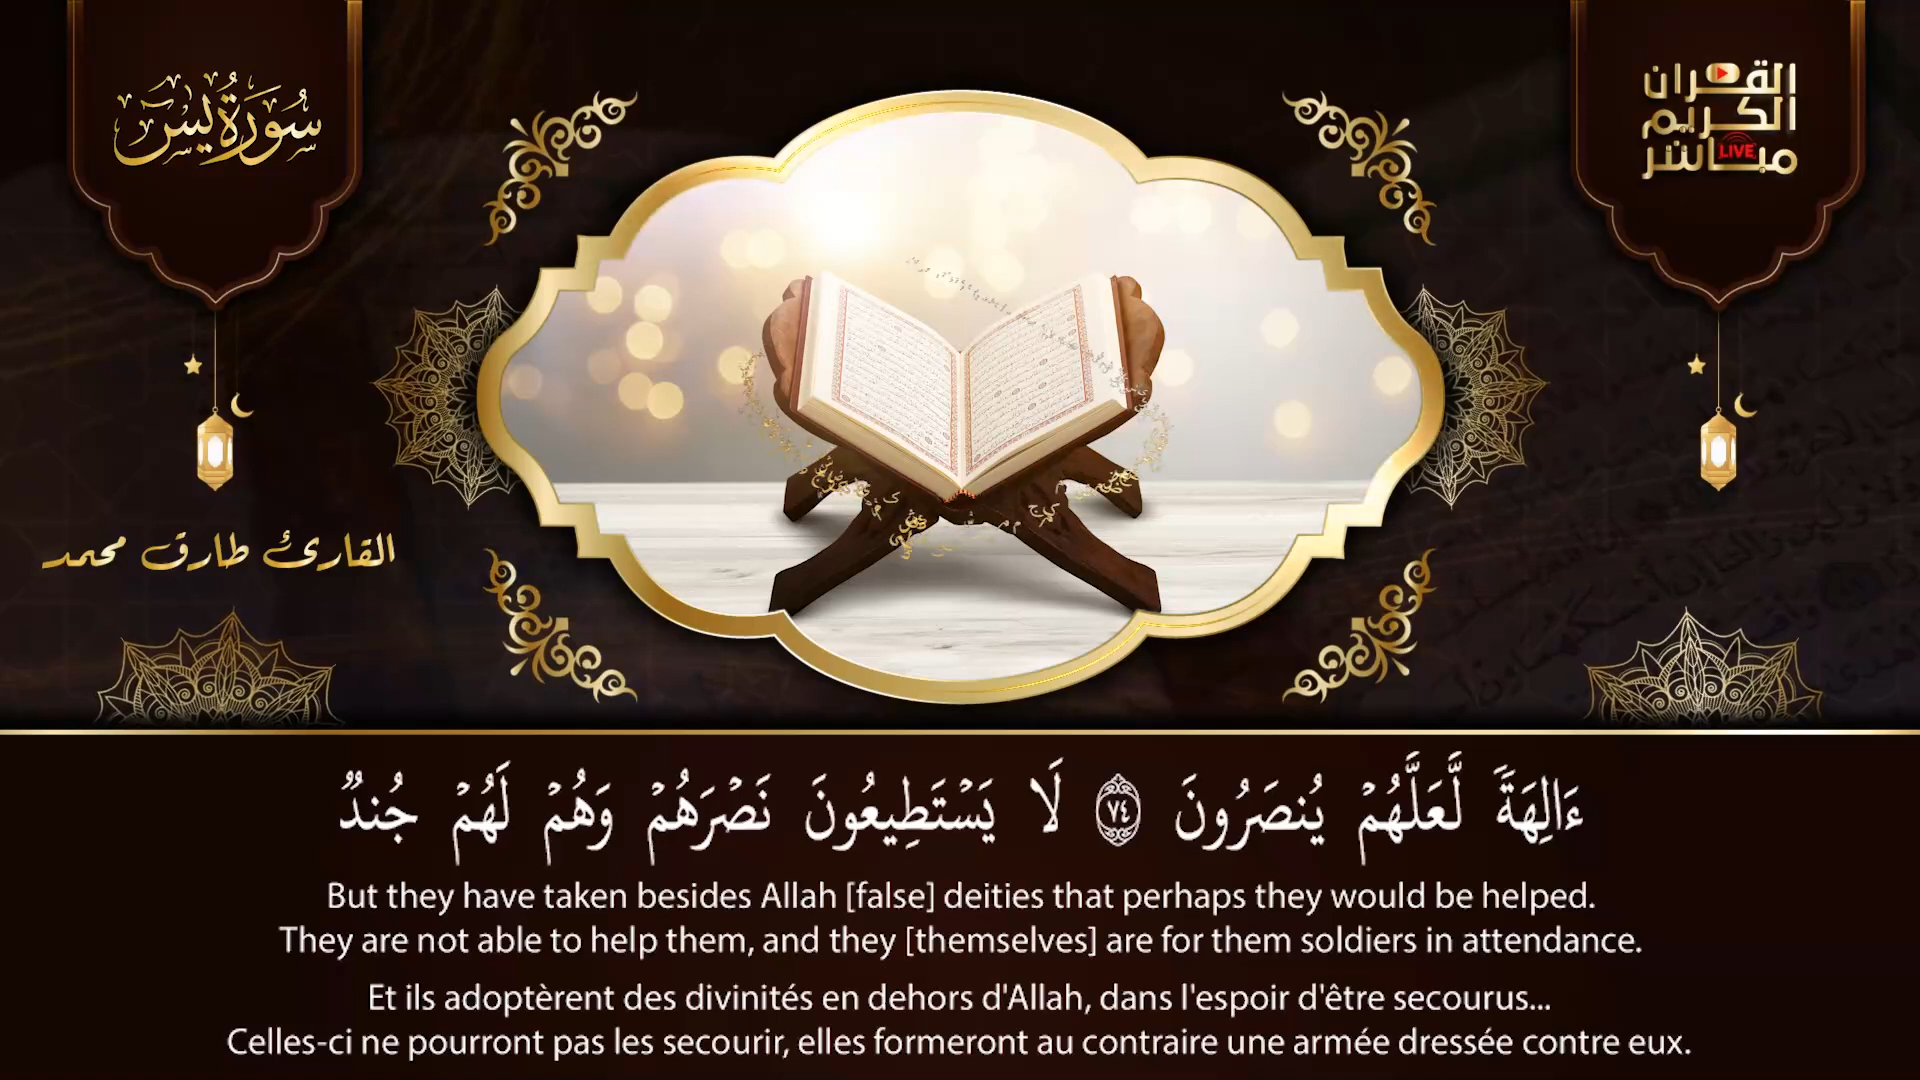 سُورَةُ يس
القرآن
الكريم
مباشر
LIVE
القارئ طارق محمد
ءَالِهَةً لَّعَلَّهُمْ يُنصَرُونَ ٧٤ لَا يَسْتَطِيعُونَ نَصْرَهُمْ وَهُمْ لَهُمْ جُندٌ
But they have taken besides Allah [false] deities that perhaps they would be helped.
They are not able to help them, and they [themselves] are for them soldiers in attendance.
Et ils adoptèrent des divinités en dehors d'Allah, dans l'espoir d'être secourus...
Celles-ci ne pourront pas les secourir, elles formeront au contraire une armée dressée contre eux.